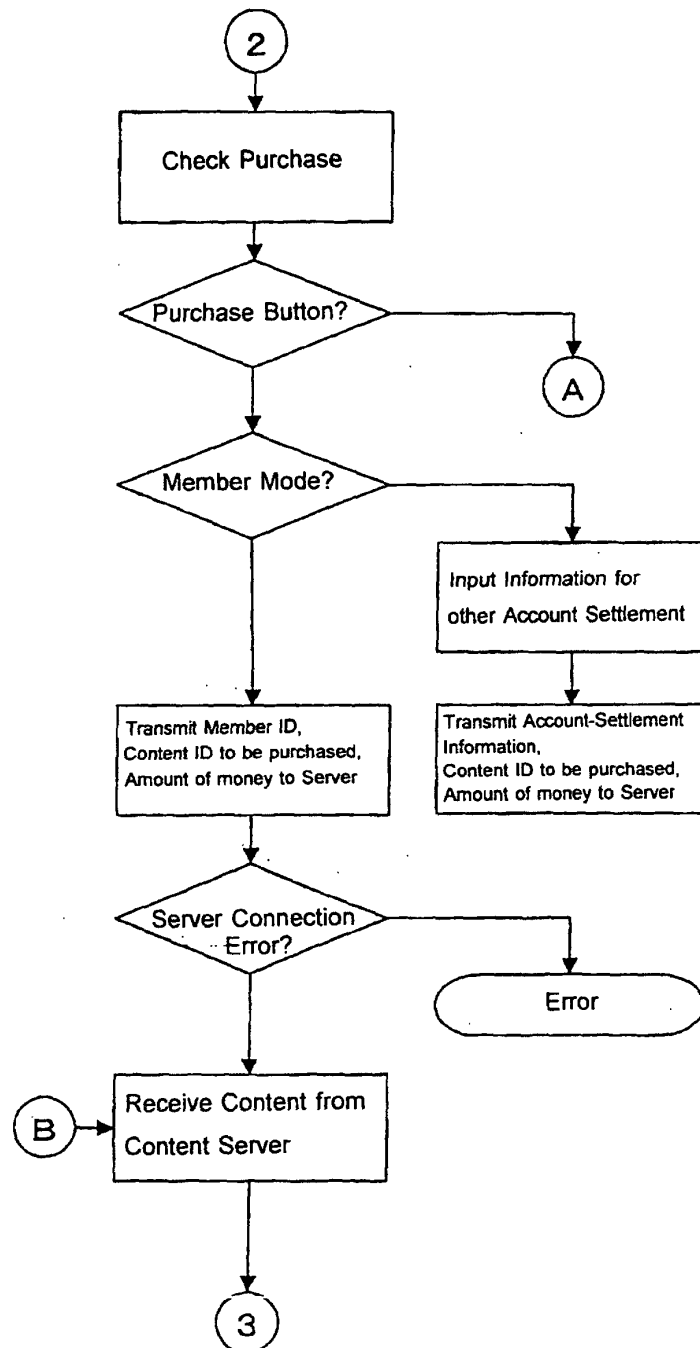 2
Check Purchase
Purchase Button?
A
Member Mode?
Input Information for
other Account Settlement
Transmit Member ID,
Content ID to be purchased,
Amount of money to Server
Transmit Account-Settlement
Information,
Content ID to be purchased,
Amount of money to Server
Server Connection
Error?
Error
B
Receive Content from
Content Server
3